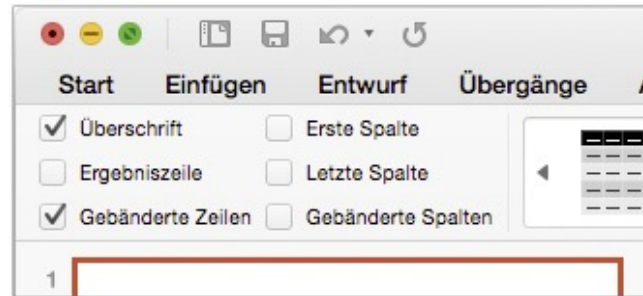 Start Einfügen Entwurf Übergänge
Überschrift Erste Spalte
Ergebniszeile Letzte Spalte
Gebänderte Zeilen Gebänderte Spalten
1